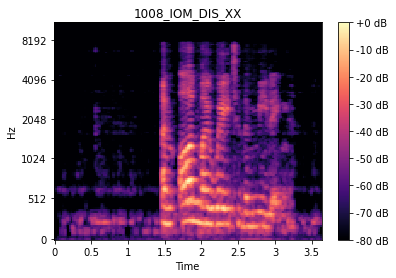 1008_IOM_DIS_XX
8192
4096
2048
1024
512
0
Hz
0 0.5 1 1.5 2 2.5 3 3.5
Time
+0 dB
-10 dB
-20 dB
-30 dB
-40 dB
-50 dB
-60 dB
-70 dB
-80 dB